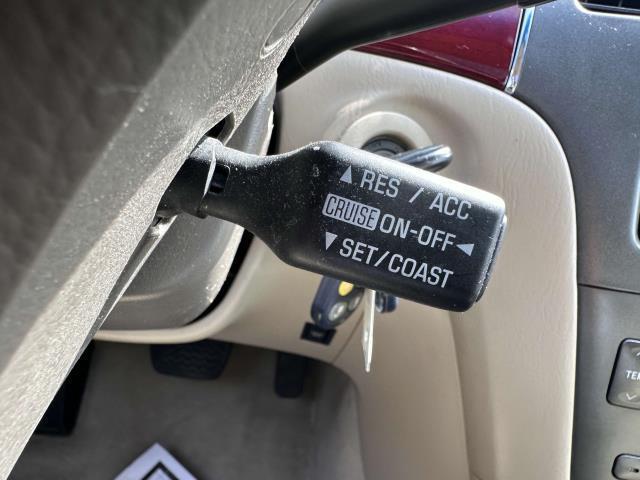 ▲ RES / ACC
CRUISE ON-OFF ◄
▼ SET/COAST